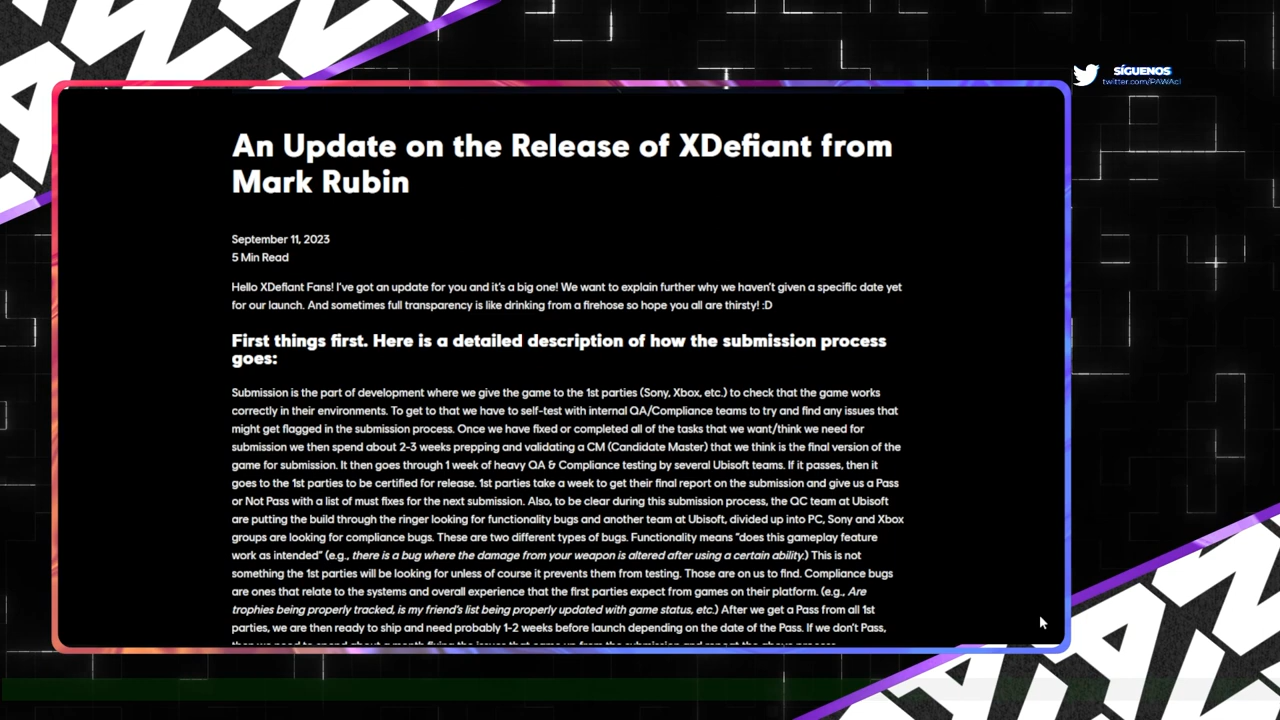 SÍGUENOS
twitter.com/PAWAcl
An Update on the Release of XDefiant from
Mark Rubin
September 11, 2023
5 Min Read
Hello XDefiant Fans! I've got an update for you and it's a big one! We want to explain further why we haven't given a specific date yet
for our launch. And sometimes full transparency is like drinking from a firehose so hope you all are thirsty! :D
First things first. Here is a detailed description of how the submission process
goes:
Submission is the part of development where we give the game to the 1st parties (Sony, Xbox, etc.) to check that the game works
correctly in their environments. To get to that we have to self-test with internal QA/Compliance teams to try and find any issues that
might get flagged in the submission process. Once we have fixed or completed all of the tasks that we want/think we need for
submission we then spend about 2-3 weeks prepping and validating a CM (Candidate Master) that we think is the final version of the
game for submission. It then goes through 1 week of heavy QA & Compliance testing by several Ubisoft teams. If it passes, then it
goes to the 1st parties to be certified for release. 1st parties take a week to get their final report on the submission and give us a Pass
or Not Pass with a list of must fixes for the next submission. Also, to be clear during this submission process, the QC team at Ubisoft
are putting the build through the ringer looking for functionality bugs and another team at Ubisoft, divided up into PC, Sony and Xbox
groups are looking for compliance bugs. These are two different types of bugs. Functionality means "does this gameplay feature
work as intended" (e.g., there is a bug where the damage from your weapon is altered after using a certain ability.) This is not
something the 1st parties will be looking for unless of course it prevents them from testing. Those are on us to find. Compliance bugs
are ones that relate to the systems and overall experience that the first parties expect from games on their platform. (e.g., Are
trophies being properly tracked, is my friend's list being properly updated with game status, etc.) After we get a Pass from all 1st
parties, we are then ready to ship and need probably 1-2 weeks before launch depending on the date of the Pass. If we don't Pass,
then we need to spend about a month fixing the issues that came up from the submission and repeat the above process.